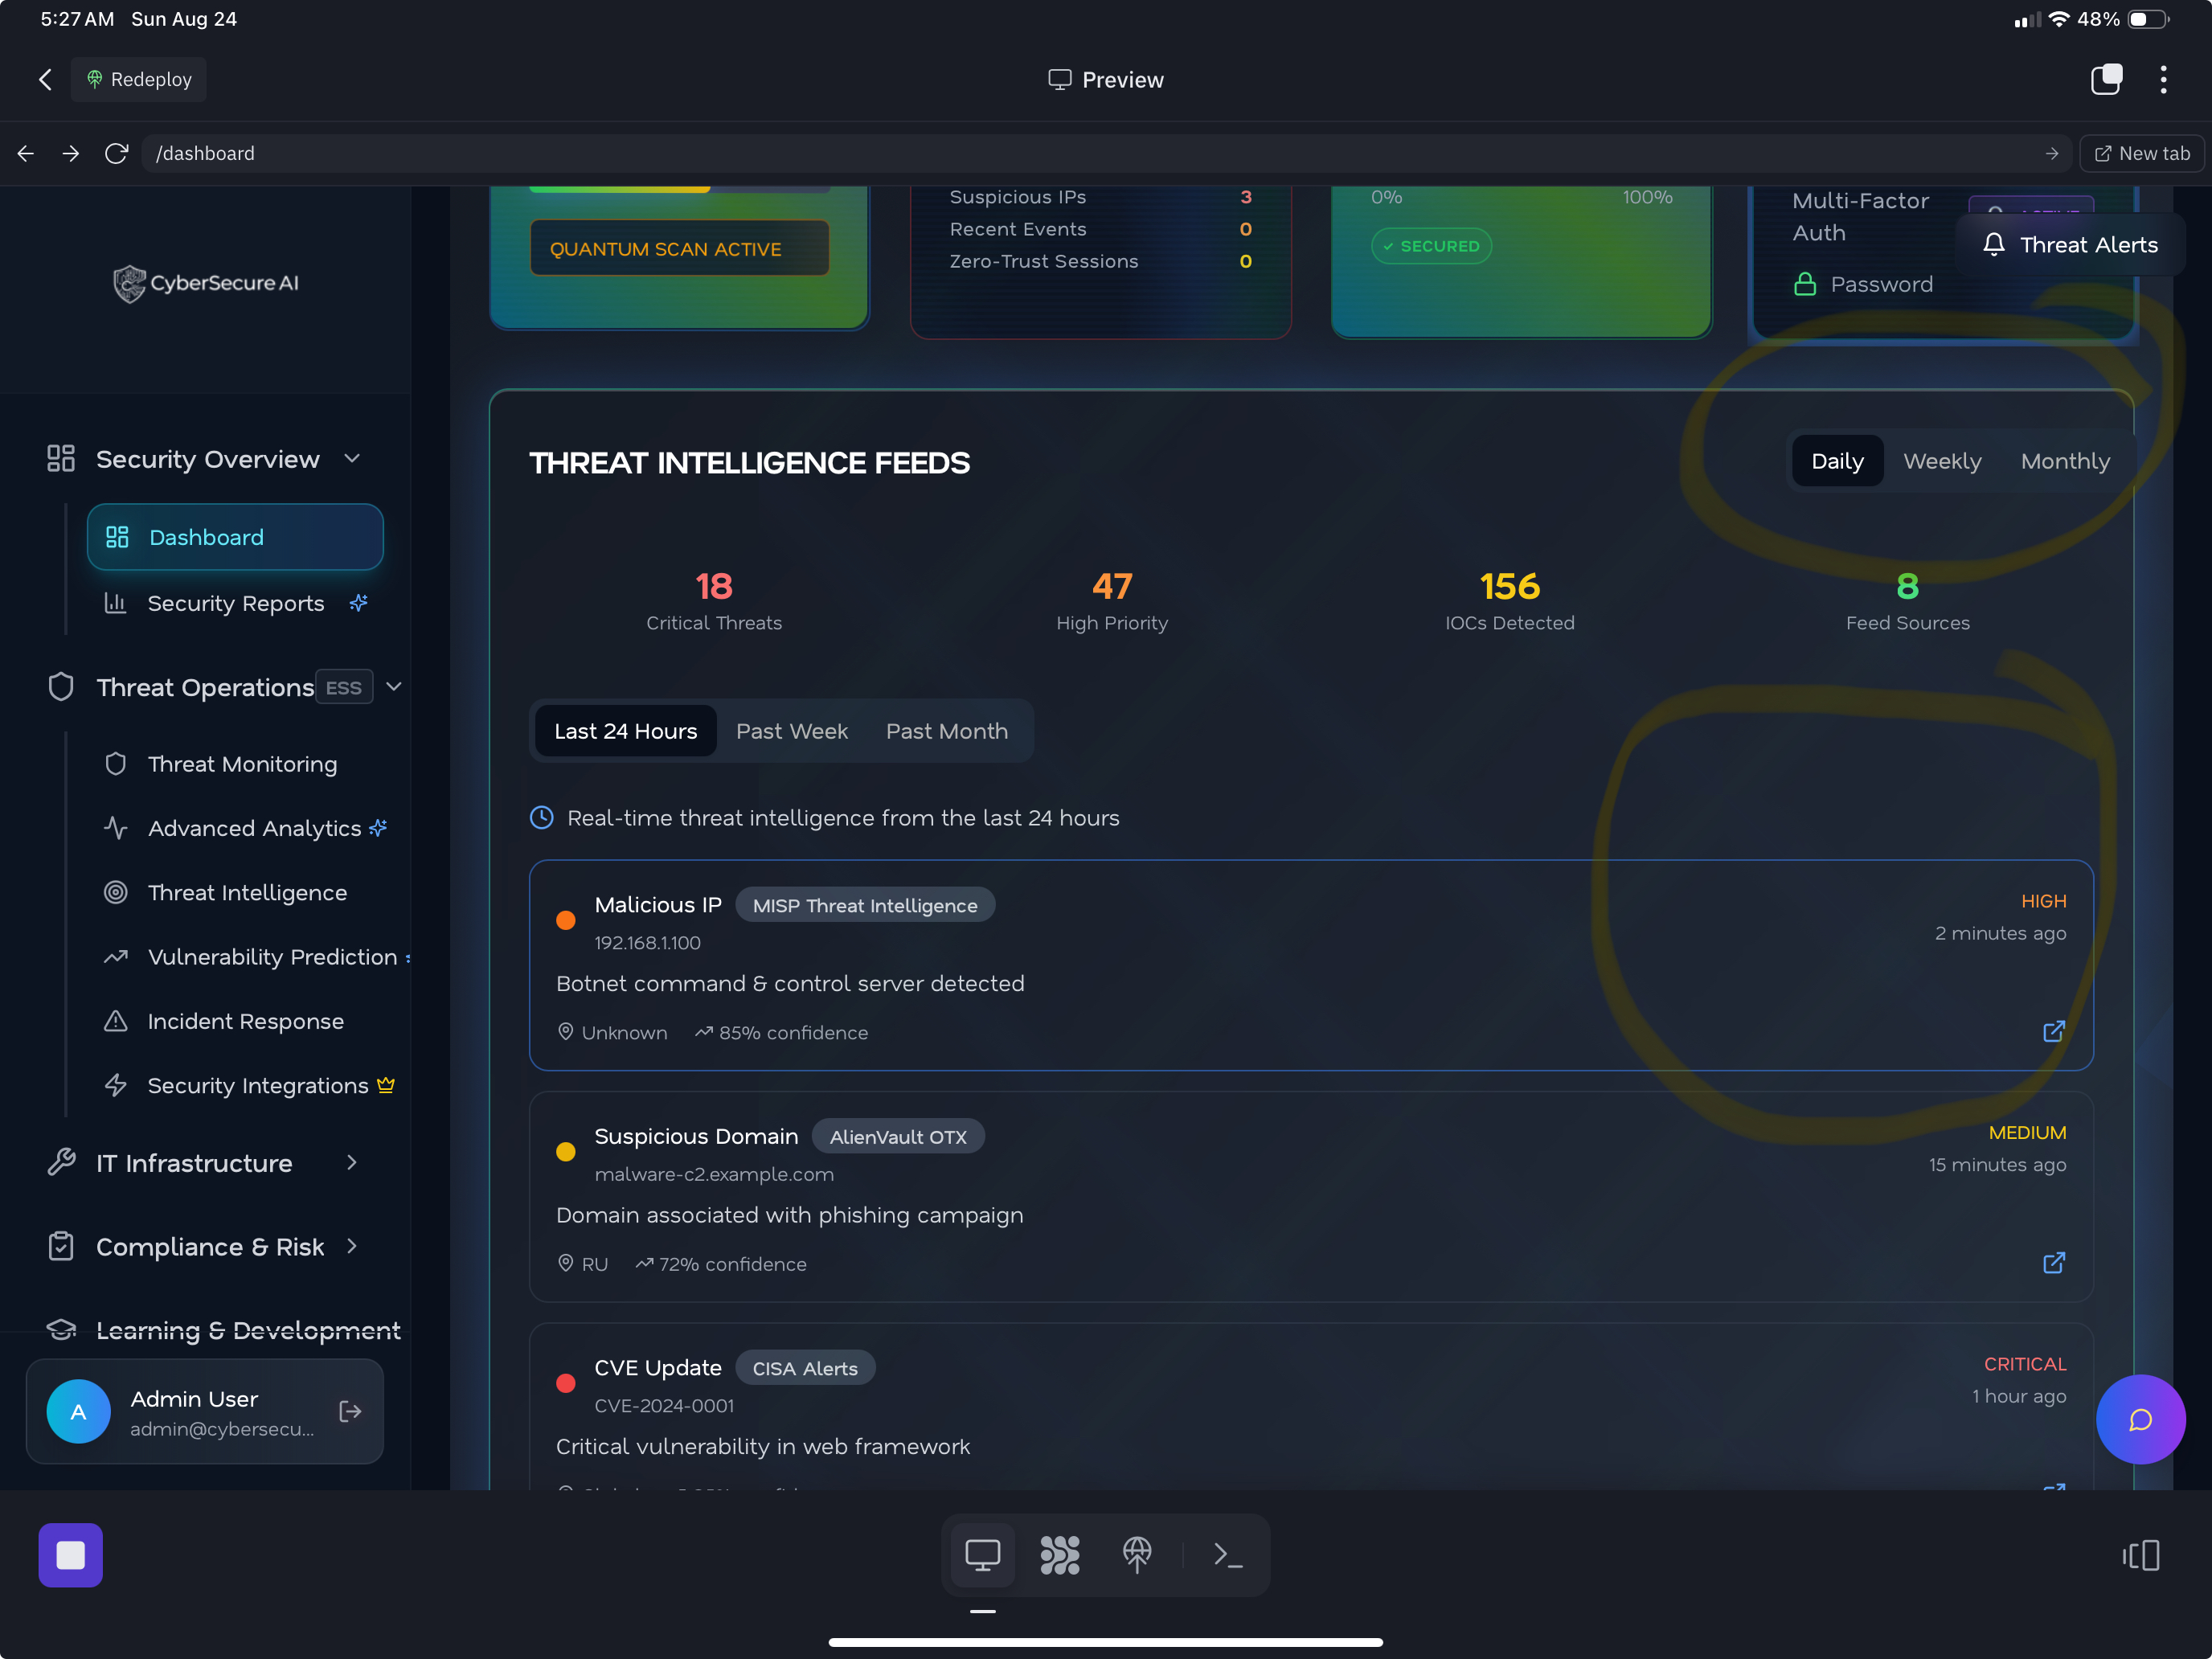 5:27 AM Sun Aug 24
48%
Redeploy
Preview
/dashboard
New tab
CyberSecure AI
Security Overview
Dashboard
Security Reports
Threat Operations ESS
Threat Monitoring
Advanced Analytics
Threat Intelligence
Vulnerability Prediction
Incident Response
Security Integrations
IT Infrastructure
Compliance & Risk
Learning & Development
A
Admin User
admin@cybersecu...
QUANTUM SCAN ACTIVE
Suspicious IPs 3
Recent Events 0
Zero-Trust Sessions 0
0% 100%
SECURED
Multi-Factor
Auth
Password
Threat Alerts
THREAT INTELLIGENCE FEEDS
Daily Weekly Monthly
18 47 156 8
Critical Threats High Priority IOCs Detected Feed Sources
Last 24 Hours Past Week Past Month
Real-time threat intelligence from the last 24 hours
Malicious IP MISP Threat Intelligence HIGH
192.168.1.100 2 minutes ago
Botnet command & control server detected
Unknown 85% confidence
Suspicious Domain AlienVault OTX MEDIUM
malware-c2.example.com 15 minutes ago
Domain associated with phishing campaign
RU 72% confidence
CVE Update CISA Alerts CRITICAL
CVE-2024-0001 1 hour ago
Critical vulnerability in web framework